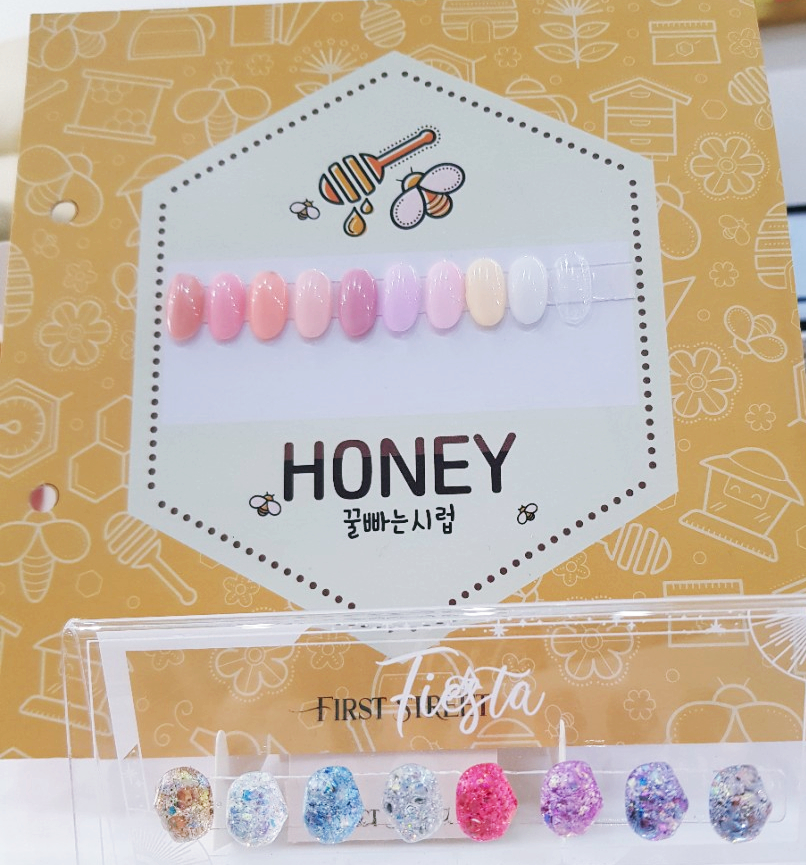 HONEY
꿀빠는시럽
Fiesta
FIRST STREET